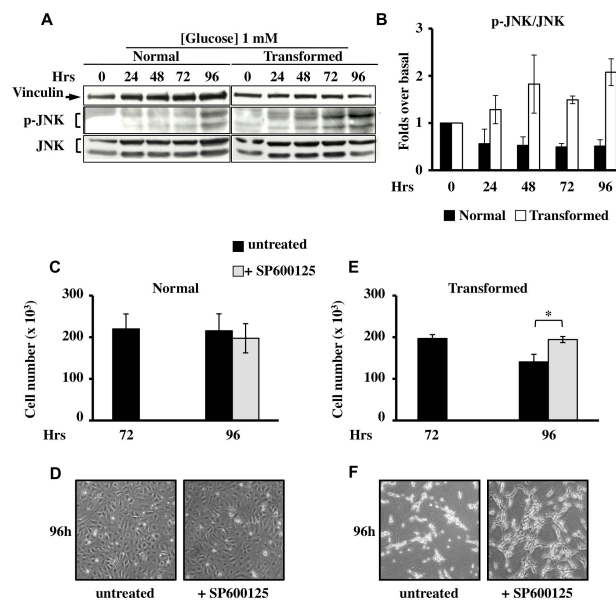 A
[Glucose] 1 mM
Normal Transformed
Hrs 0 24 48 72 96 0 24 48 72 96
Vinculin
p-JNK
JNK
B
p-JNK/JNK
Folds over basal
3
2
1
0
Hrs 0 24 48 72 96
Normal Transformed
untreated
+ SP600125
C
Normal
Cell number (x 10³)
300
200
100
0
Hrs 72 96
E
Transformed
Cell number (x 10³)
300
200
100
0
*
Hrs 72 96
D
96h
untreated + SP600125
F
96h
untreated + SP600125